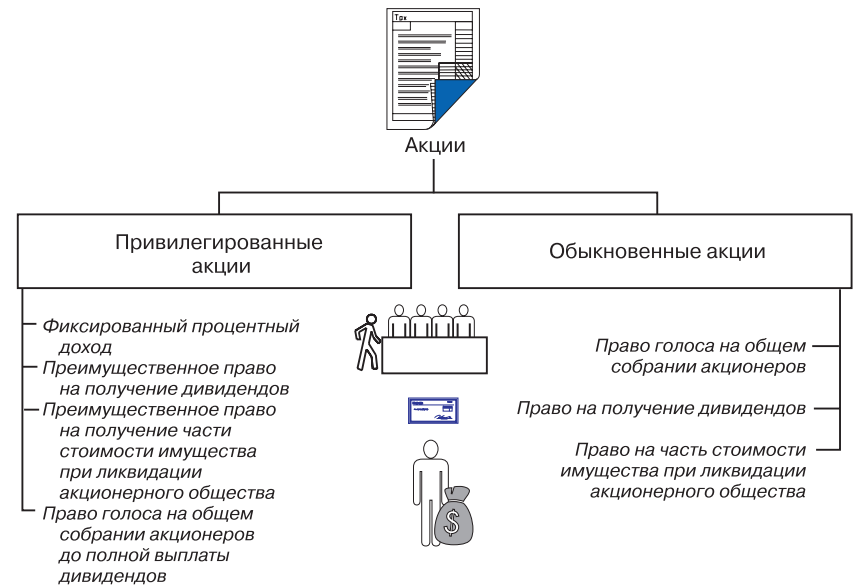 Трк
Акции
Привилегированные
акции
Обыкновенные акции
Фиксированный процентный
доход
Преимущественное право
на получение дивидендов
Преимущественное право
на получение части
стоимости имущества
при ликвидации
акционерного общества
Право голоса на общем
собрании акционеров
до полной выплаты
дивидендов
$
Право голоса на общем
собрании акционеров
Право на получение дивидендов
Право на часть стоимости
имущества при ликвидации
акционерного общества